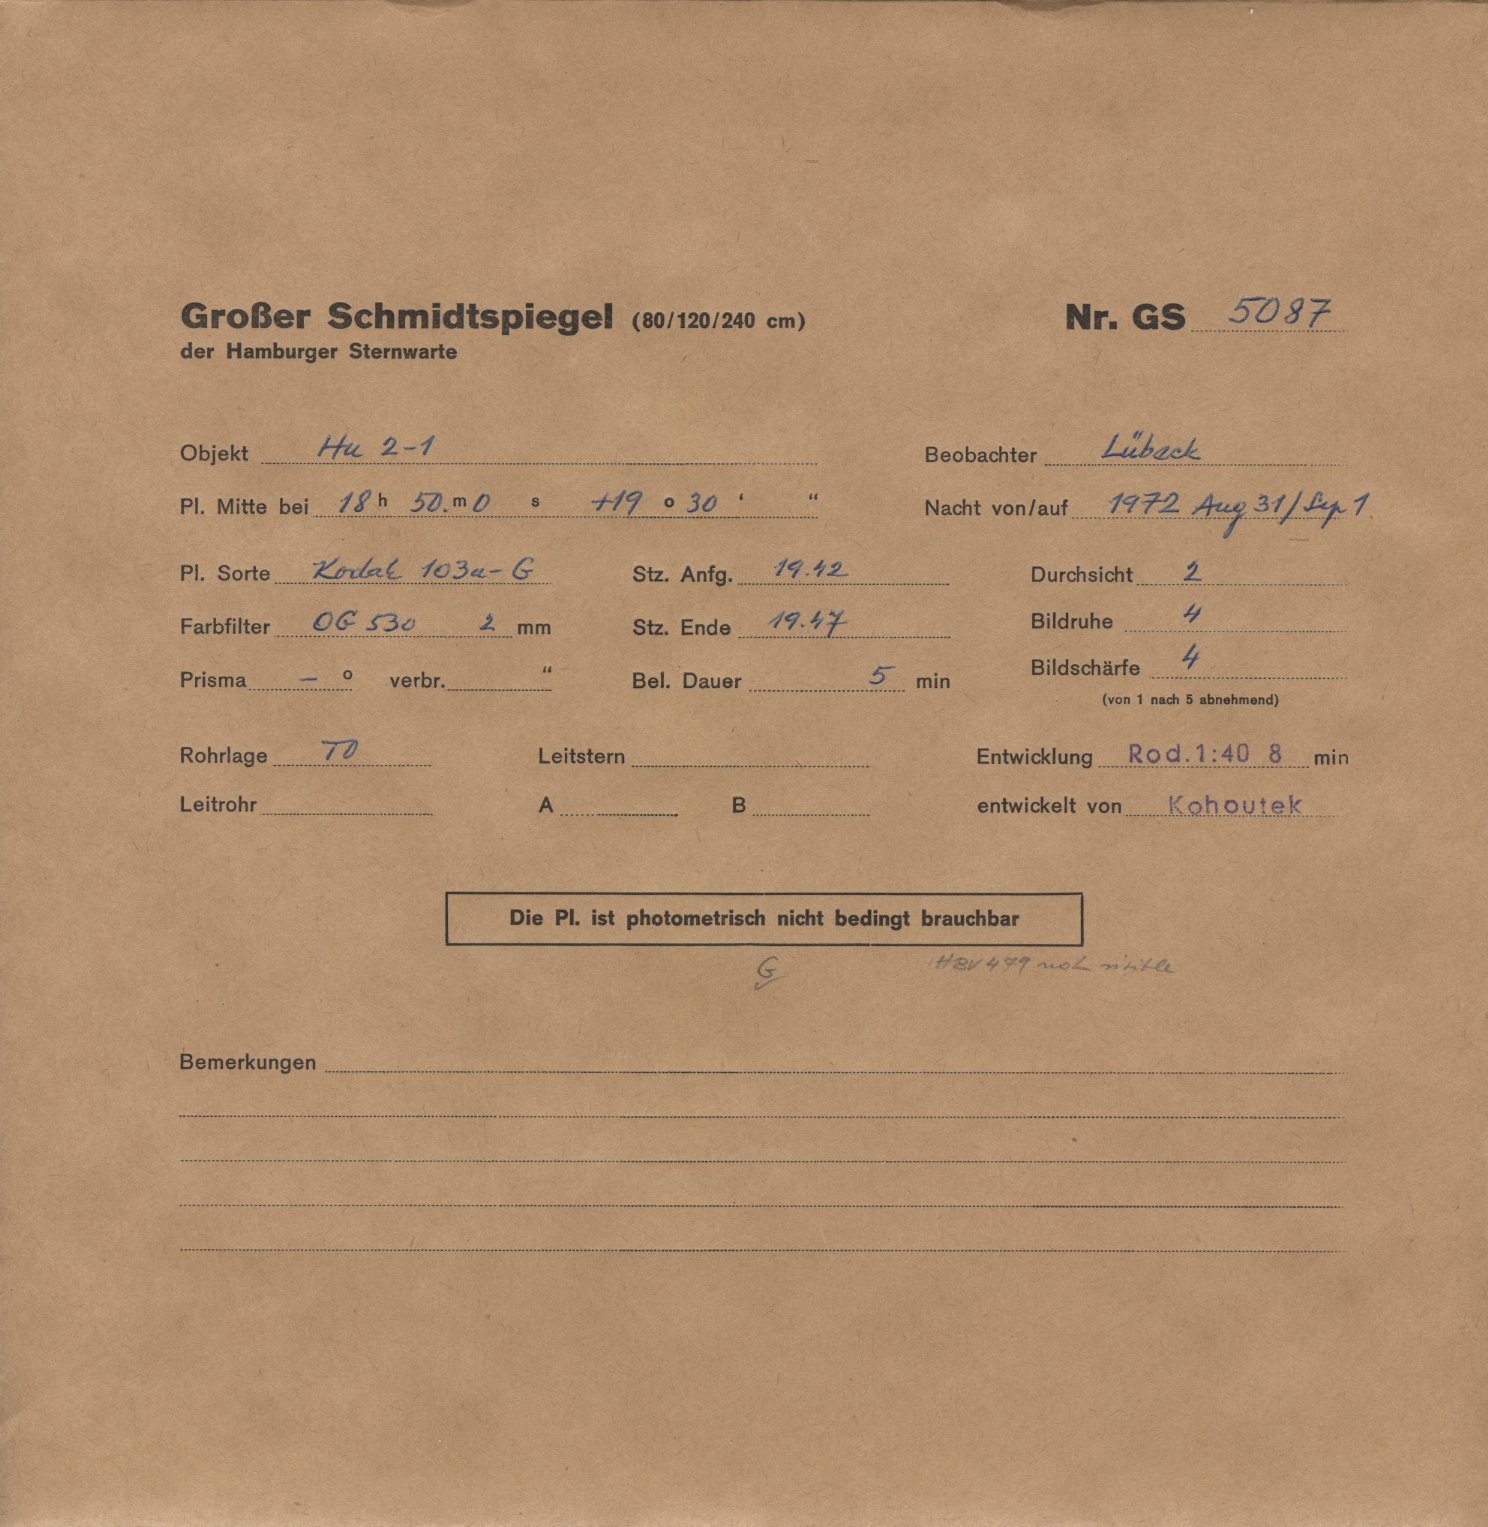 Großer Schmidtspiegel (80/120/240 cm) Nr. GS 5087
der Hamburger Sternwarte
Objekt Hu 2-1 Beobachter Lübeck
Pl. Mitte bei 18 h 50. m 0 s +19 o 30 ‘ “ Nacht von/auf 1972 Aug 31/Sep 1
Pl. Sorte Kodak 103a-G Stz. Anfg. 19.42 Durchsicht 2
Farbfilter OG 530 2 mm Stz. Ende 19.47 Bildruhe 4
Prisma – o verbr. “ Bel. Dauer 5 min Bildschärfe 4
(von 1 nach 5 abnehmend)
Rohrlage TO Leitstern Entwicklung Rod.1:40 8 min
Leitrohr A B entwickelt von Kohoutek
Die Pl. ist photometrisch nicht bedingt brauchbar
G HBV 479 not visible
Bemerkungen